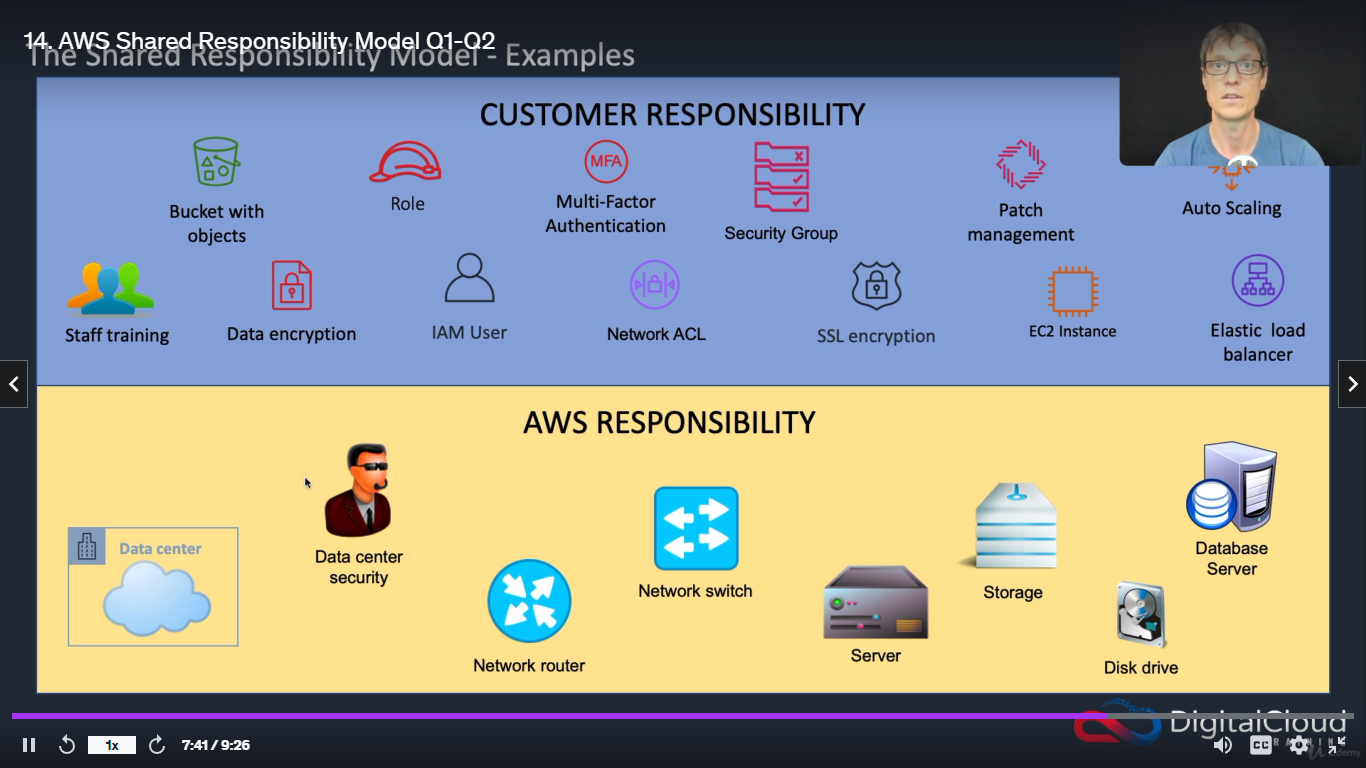 14. AWS Shared Responsibility Model Q1-Q2
The Shared Responsibility Model - Examples
CUSTOMER RESPONSIBILITY
Bucket with
objects
Role
MFA
Multi-Factor
Authentication
Security Group
Patch
management
Auto Scaling
Staff training
Data encryption
IAM User
Network ACL
SSL encryption
EC2 Instance
Elastic load
balancer
AWS RESPONSIBILITY
Data center
Data center
security
Network router
Network switch
Server
Storage
Disk drive
Database
Server
DigitalCloud
1x
7:41 / 9:26
CC